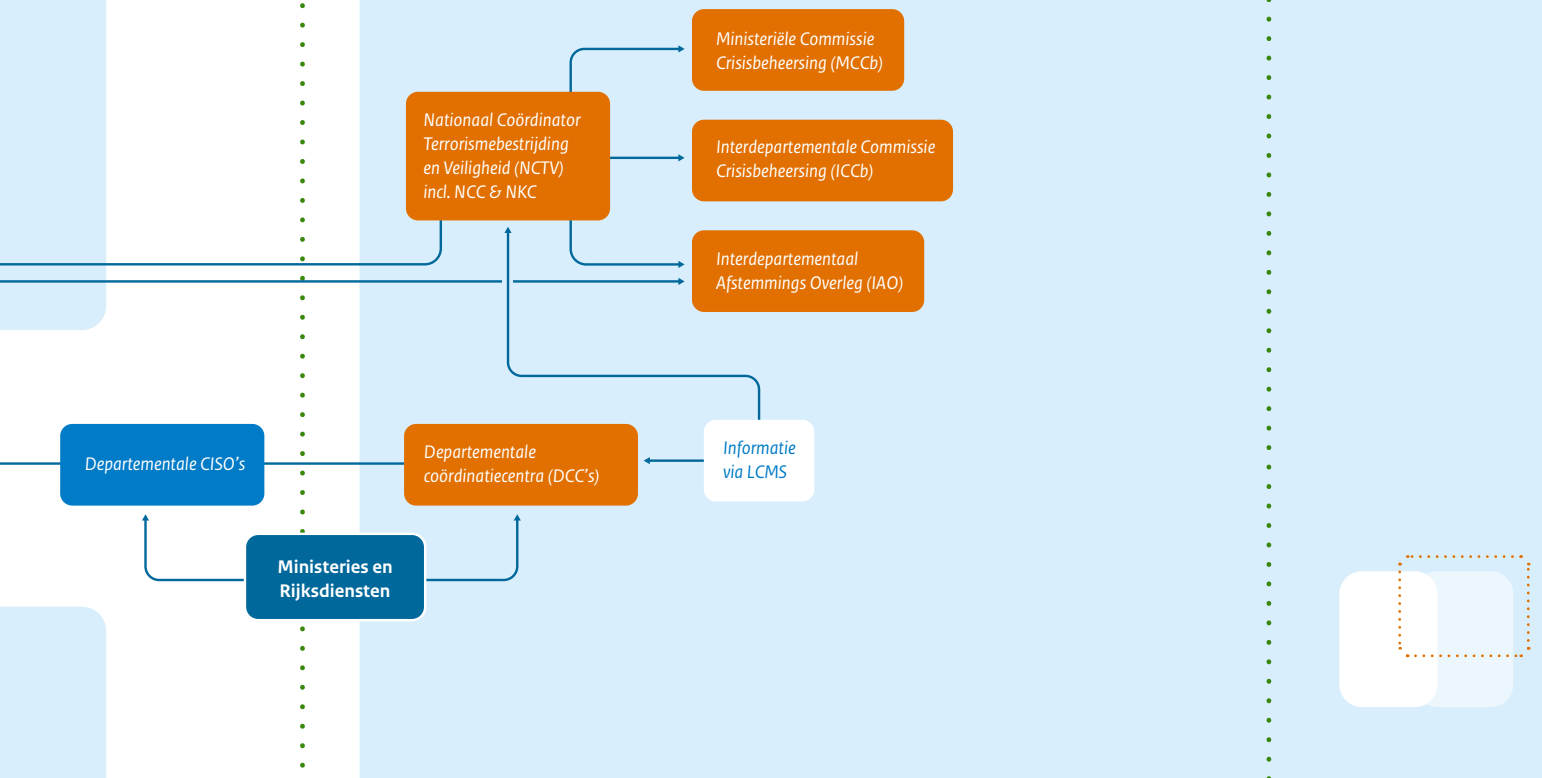 Ministeriële Commissie
Crisisbeheersing (MCCb)
Nationaal Coördinator
Terrorismebestrijding
en Veiligheid (NCTV)
incl. NCC & NKC
Interdepartementale Commissie
Crisisbeheersing (ICCb)
Interdepartementaal
Afstemmings Overleg (IAO)
Departementale CISO's
Departementale
coördinatiecentra (DCC's)
Informatie
via LCMS
Ministeries en
Rijksdiensten